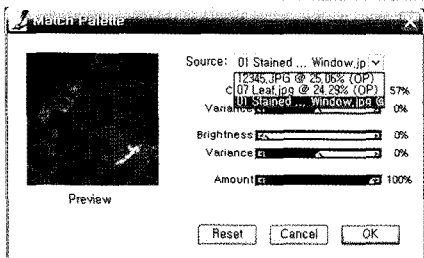 Match Palette
Source: 01 Stained ... Window.jp
12345.JPG @ 25.06% (OP)
07 Leaf.jpg @ 24.29% (OP) 57%
01 Stained ... Window.jpg @
Variance 0%
Brightness 0%
Variance 0%
Amount 100%
Preview
Reset Cancel OK